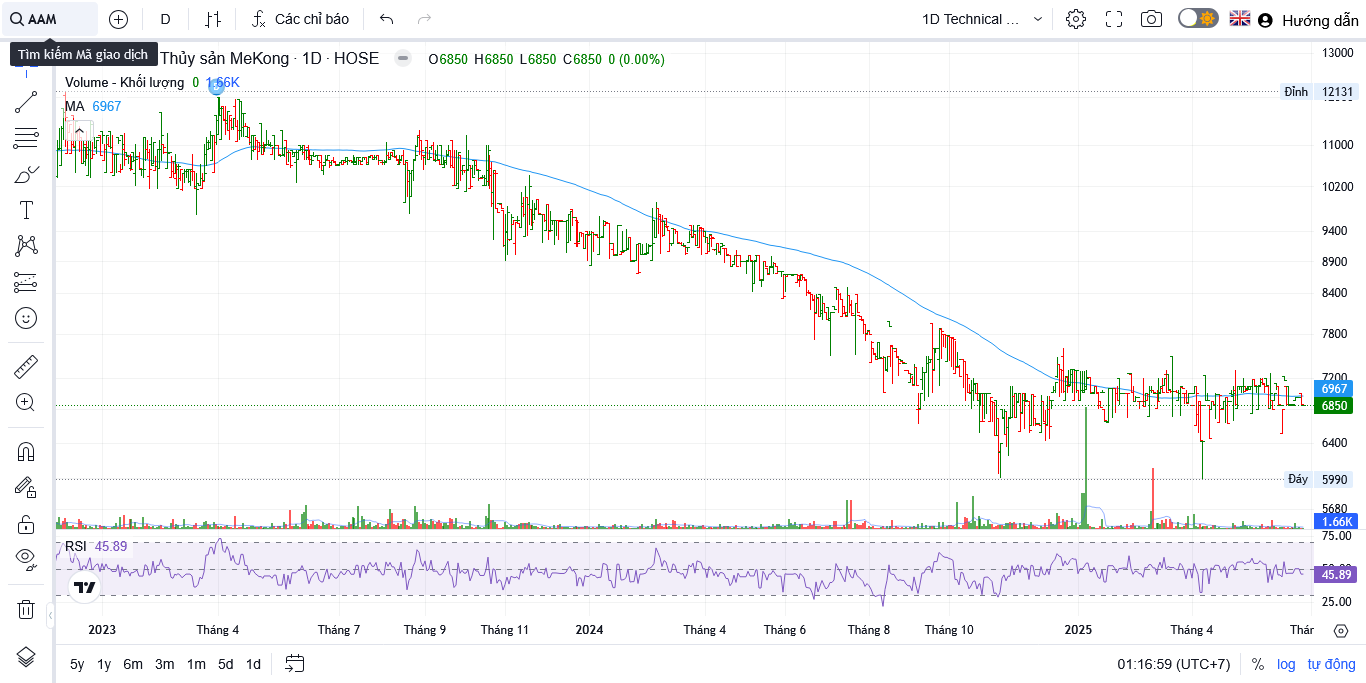 AAM
D
Các chỉ báo
1D Technical ...
Hướng dẫn
Tìm kiếm Mã giao dịch
Thủy sản MeKong · 1D · HOSE
O6850 H6850 L6850 C6850 0 (0.00%)
Volume - Khối lượng 0 1.66K
MA 6967
13000
Đỉnh 12131
11000
10200
9400
8900
8400
7800
7200
6967
6850
6400
Đáy 5990
5680
1.66K
RSI 45.89
75.00
45.89
25.00
2023 Tháng 4 Tháng 7 Tháng 9 Tháng 11 2024 Tháng 4 Tháng 6 Tháng 8 Tháng 10 2025 Tháng 4 Thár
5y 1y 6m 3m 1m 5d 1d
01:16:59 (UTC+7) % log tự động